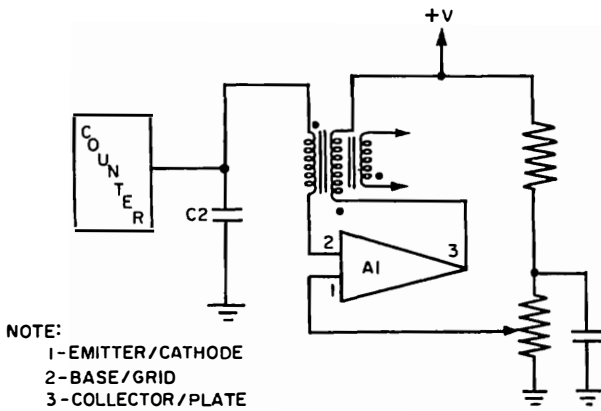 +V
COUNTER
C2
2
1
A1
3
NOTE:
1-EMITTER/CATHODE
2-BASE/GRID
3-COLLECTOR/PLATE